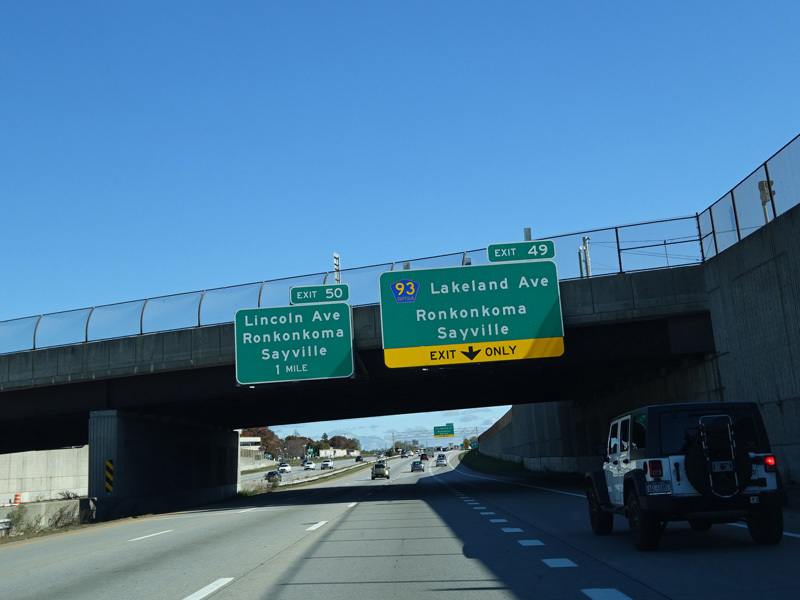 EXIT 50
Lincoln Ave
Ronkonkoma
Sayville
1 MILE
EXIT 49
93
SUFFOLK
Lakeland Ave
Ronkonkoma
Sayville
EXIT ONLY